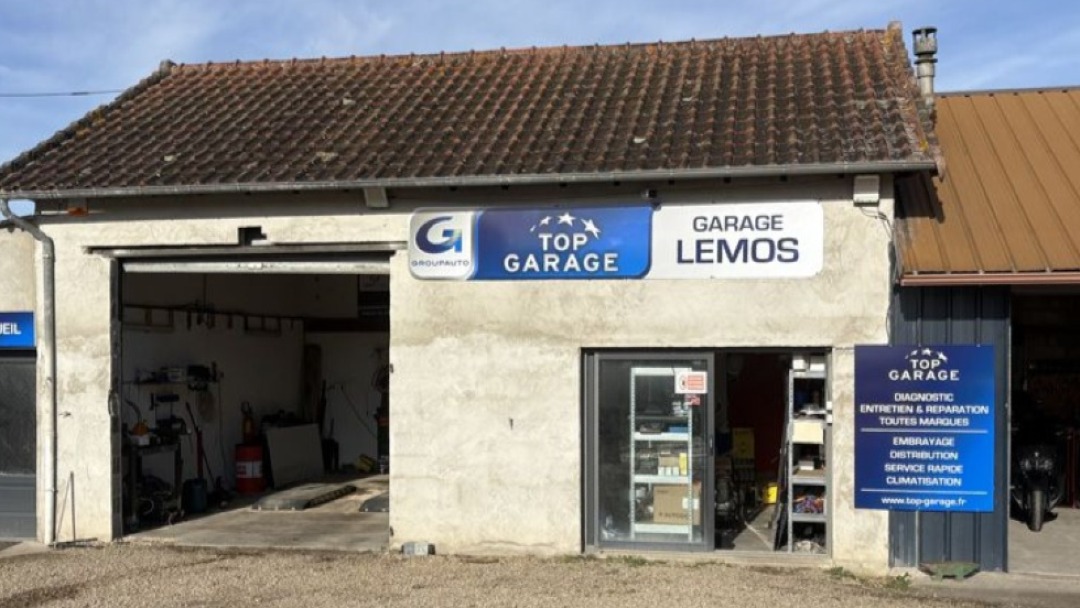 GROUPAUTO
TOP
GARAGE
GARAGE
LEMOS
UEIL
TOP
GARAGE
DIAGNOSTIC
ENTRETIEN & REPARATION
TOUTES MARQUES
EMBRAYAGE
DISTRIBUTION
SERVICE RAPIDE
CLIMATISATION
www.top-garage.fr